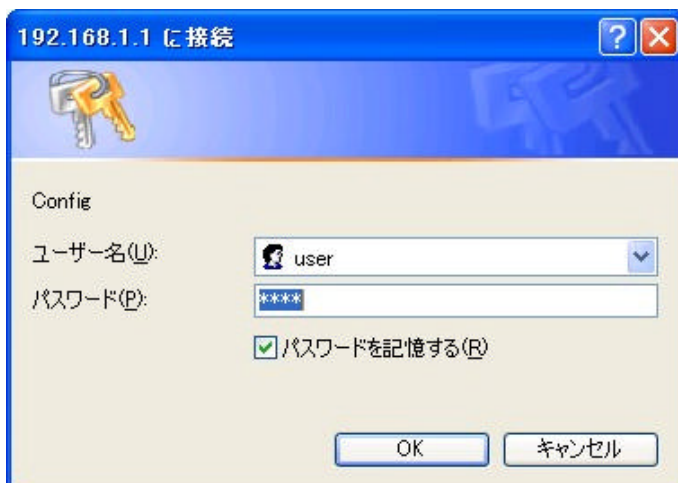 192.168.1.1 に接続
Config
ユーザー名(U):
user
パスワード(P):
****
パスワードを記憶する(R)
OK
キャンセル